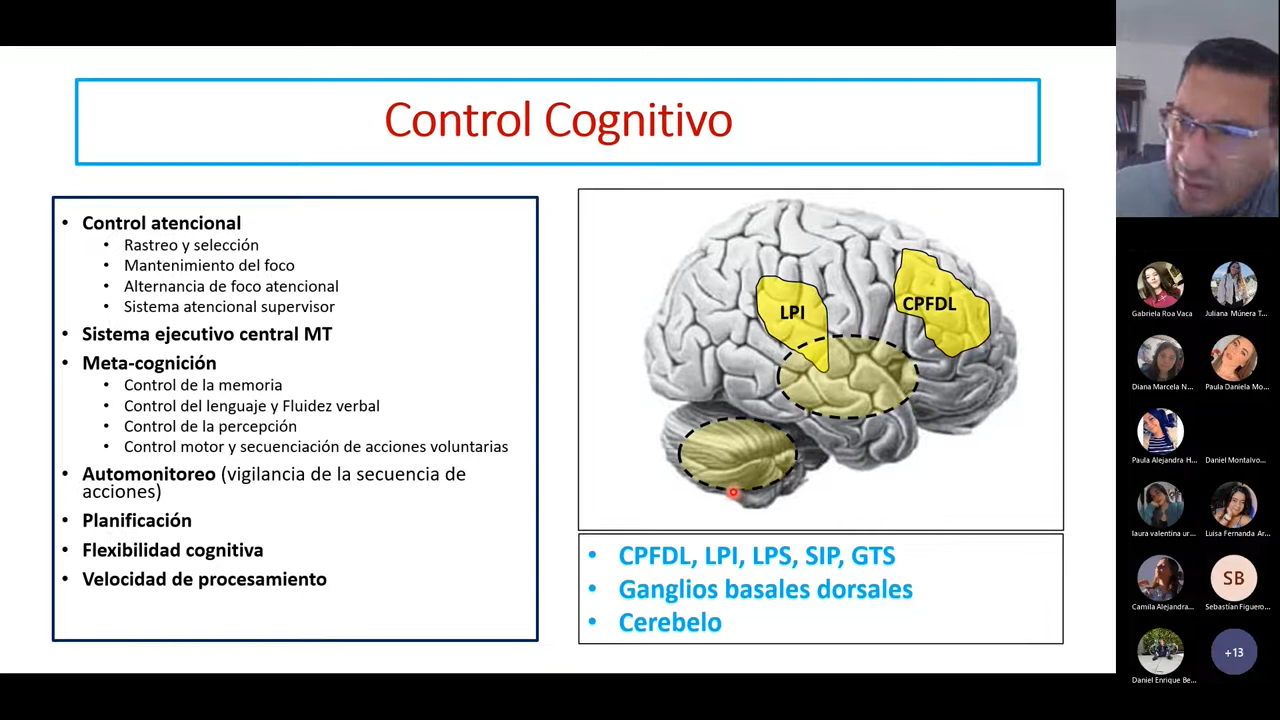 Control Cognitivo
• Control atencional
• Rastreo y selección
• Mantenimiento del foco
• Alternancia de foco atencional
• Sistema atencional supervisor
• Sistema ejecutivo central MT
• Meta-cognición
• Control de la memoria
• Control del lenguaje y Fluidez verbal
• Control de la percepción
• Control motor y secuenciación de acciones voluntarias
• Automonitoreo (vigilancia de la secuencia de
acciones)
• Planificación
• Flexibilidad cognitiva
• Velocidad de procesamiento
LPI
CPFDL
• CPFDL, LPI, LPS, SIP, GTS
• Ganglios basales dorsales
• Cerebelo
Gabriela Roa Vaca
Juliana Múnera T...
Diana Marcela N...
Paula Daniela Mo...
Paula Alejandra H...
Daniel Montalvo...
laura valentina ur...
Luisa Fernanda Ar...
SB
Camila Alejandra...
Sebastián Figuero...
+13
Daniel Enrique Be...